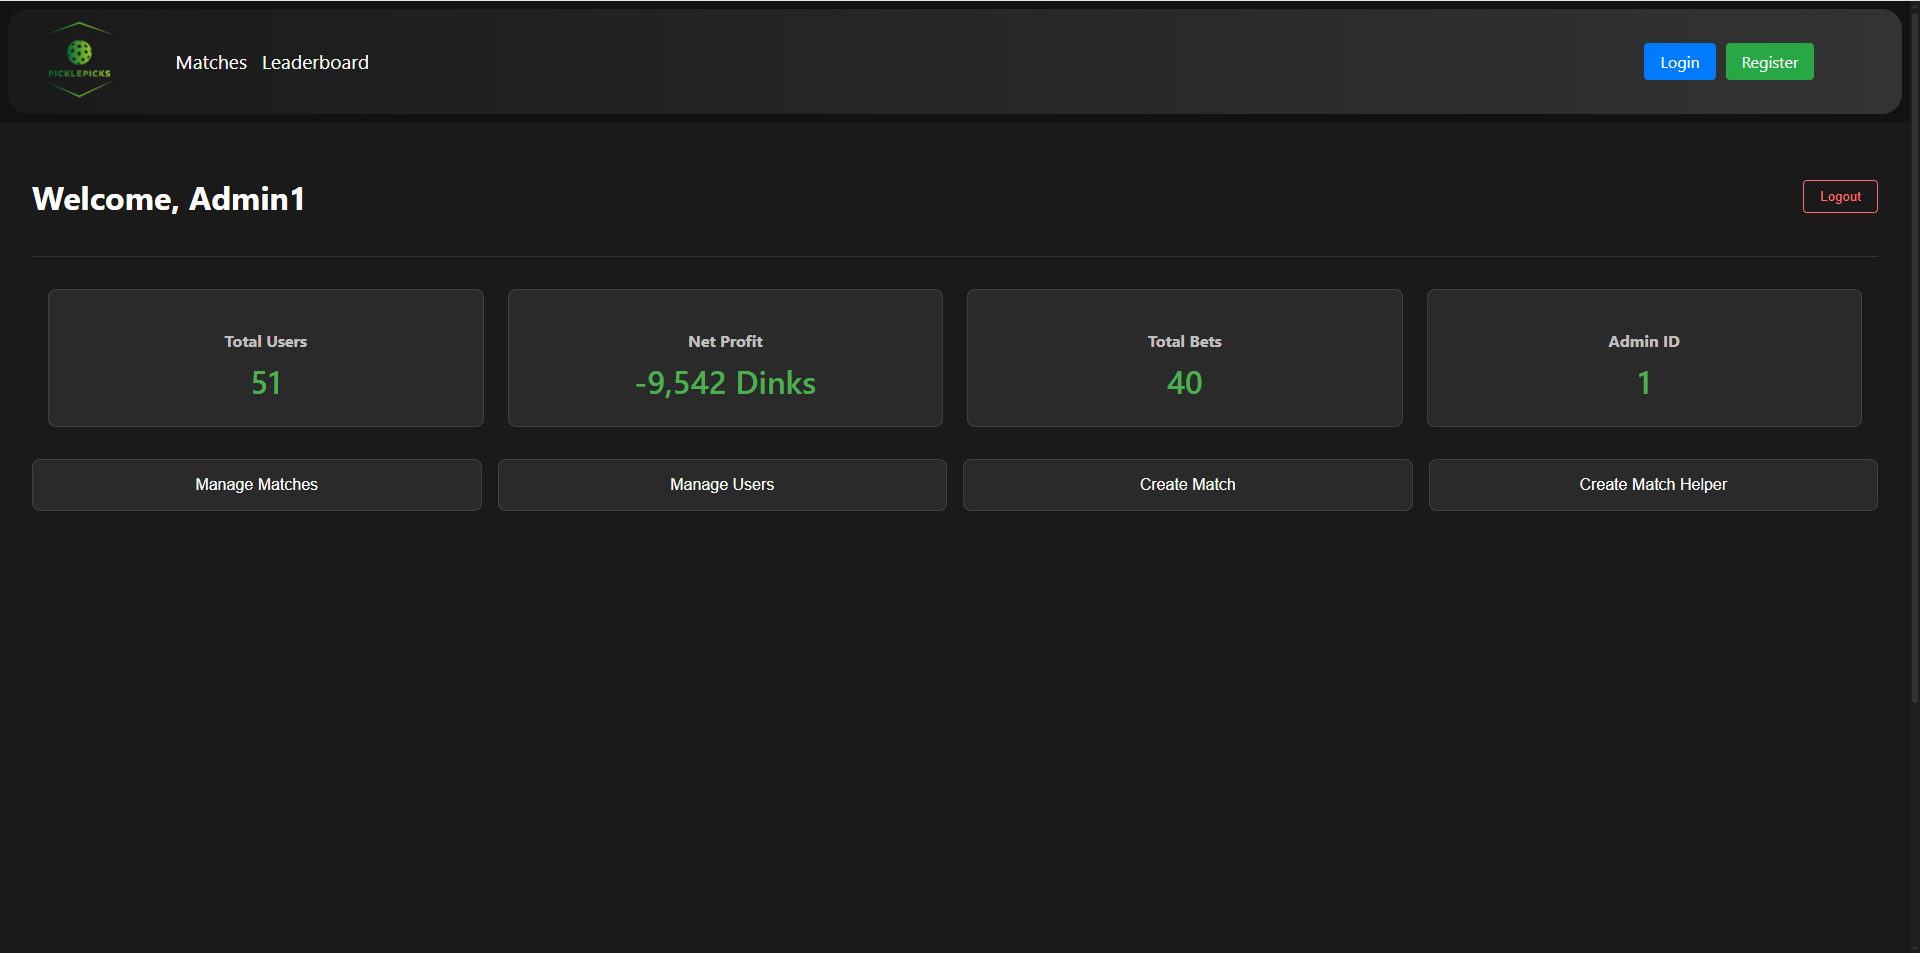 PICKLEPICKS
Matches Leaderboard
Login Register
Welcome, Admin1
Logout
Total Users
51
Net Profit
-9,542 Dinks
Total Bets
40
Admin ID
1
Manage Matches
Manage Users
Create Match
Create Match Helper